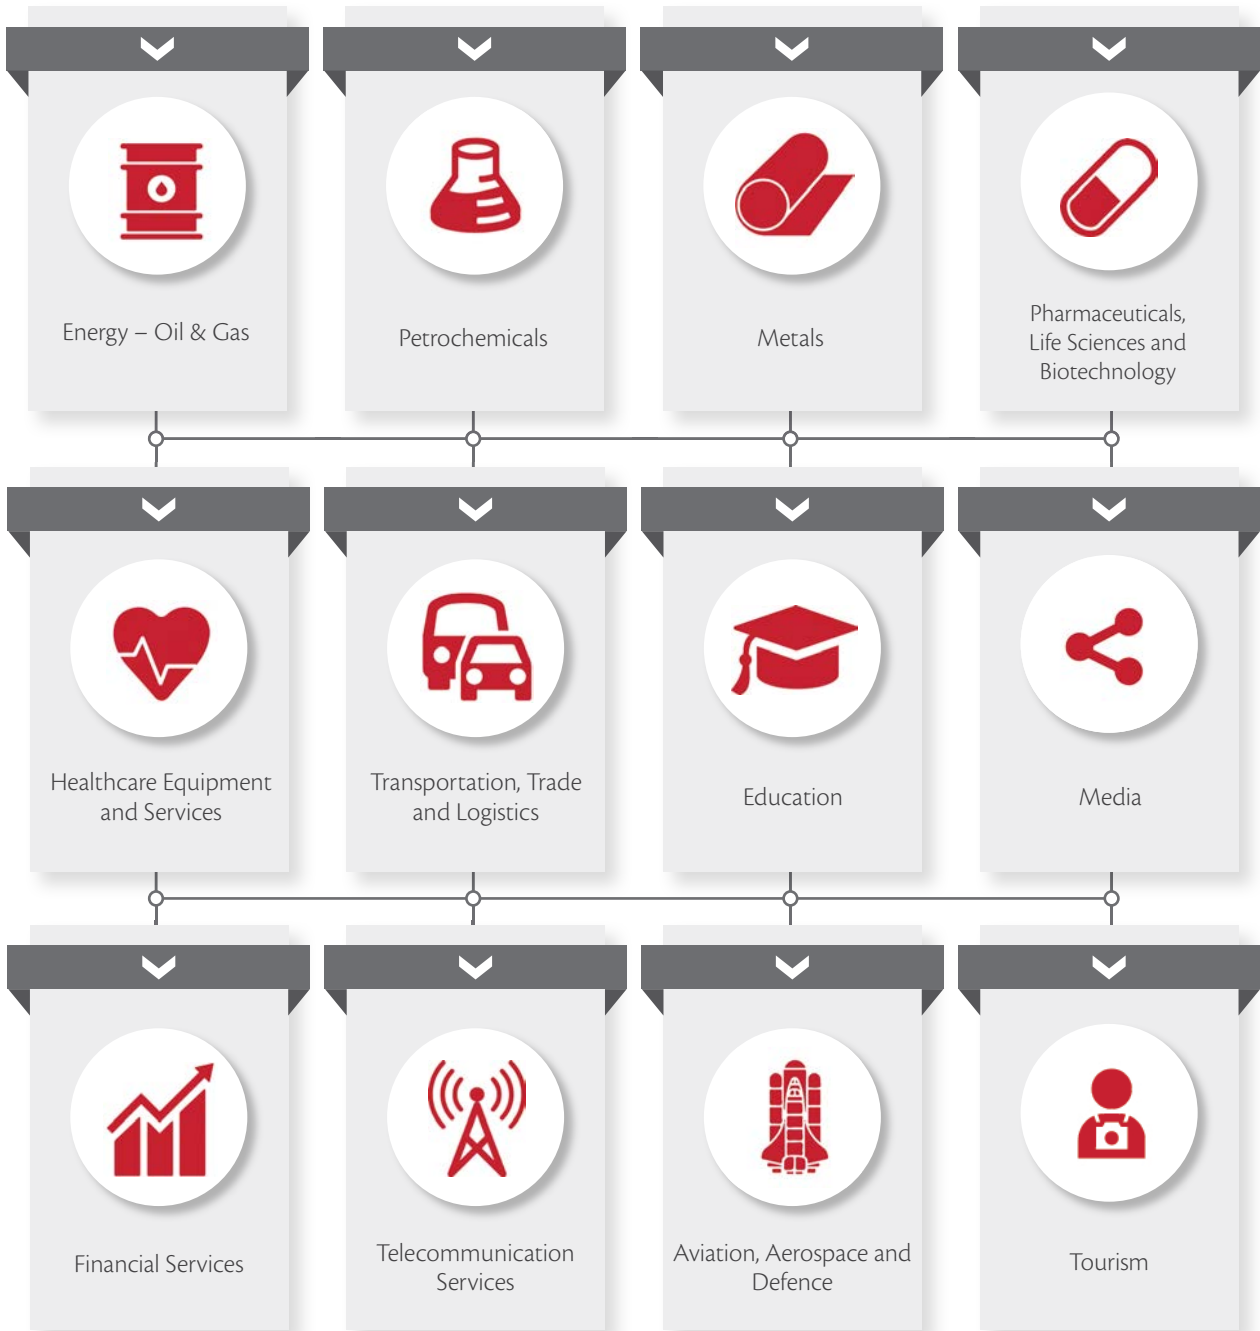 Energy – Oil & Gas
Petrochemicals
Metals
Pharmaceuticals,
Life Sciences and
Biotechnology
Healthcare Equipment
and Services
Transportation, Trade
and Logistics
Education
Media
Financial Services
Telecommunication
Services
Aviation, Aerospace and
Defence
Tourism